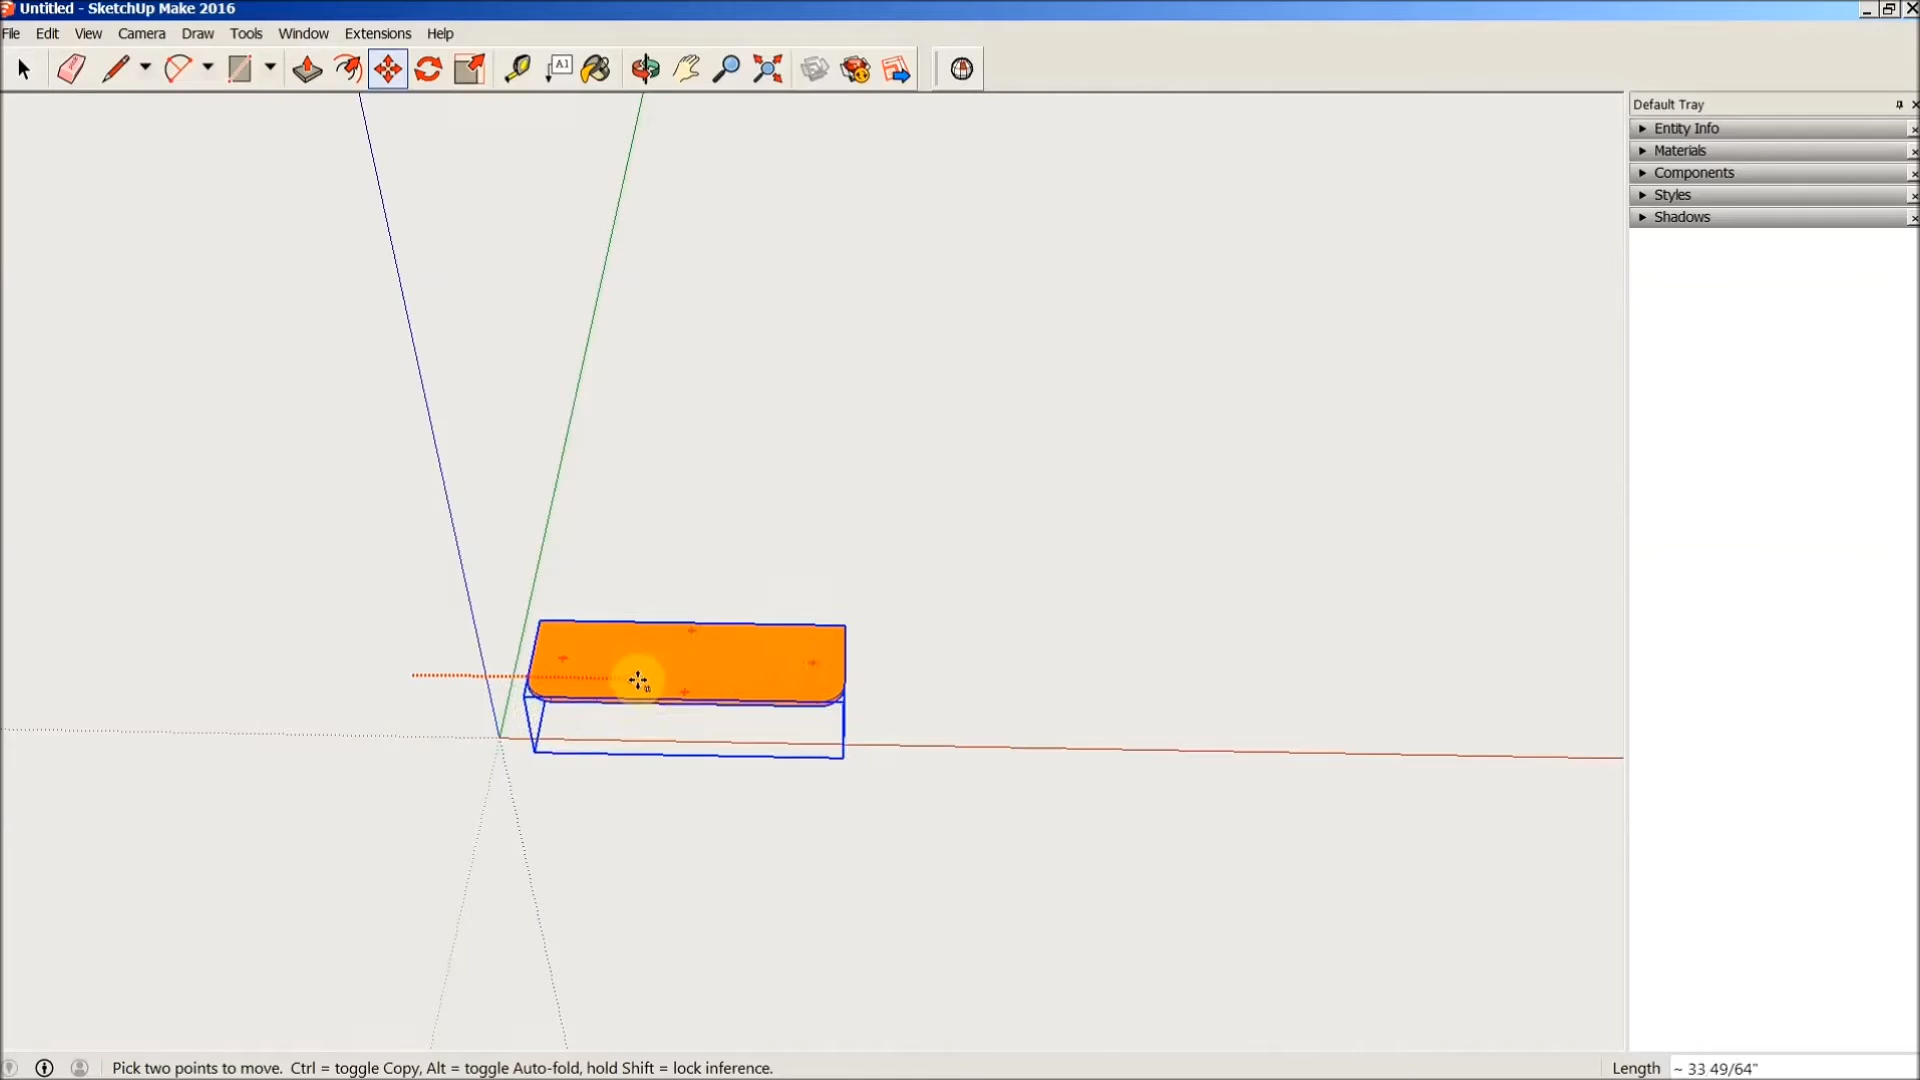 Untitled - SketchUp Make 2016
File Edit View Camera Draw Tools Window Extensions Help
A1
Default Tray
Entity Info
Materials
Components
Styles
Shadows
Pick two points to move. Ctrl = toggle Copy, Alt = toggle Auto-fold, hold Shift = lock inference.
Length ~ 33 49/64"